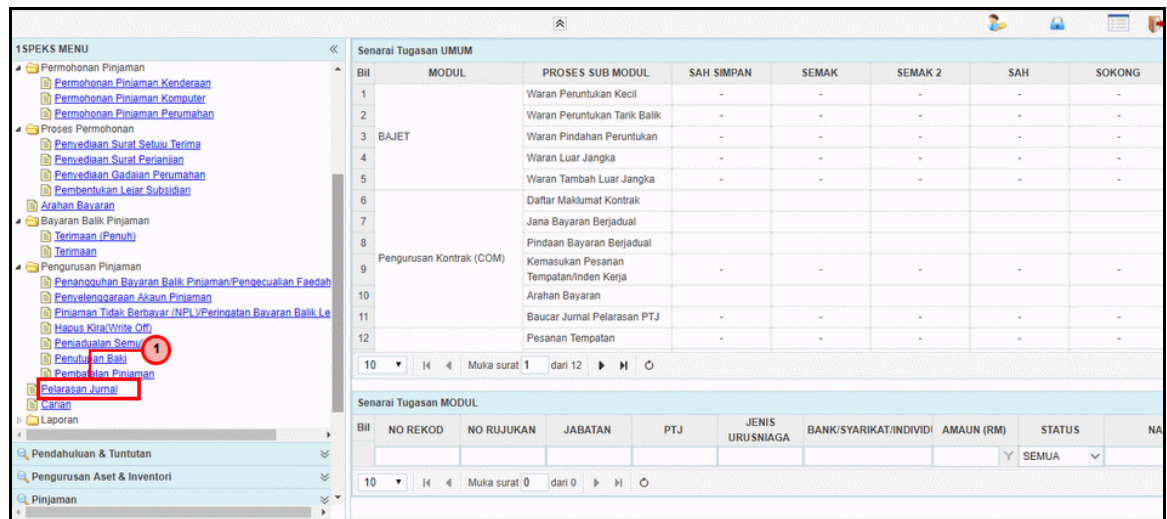 1SPEKS MENU
Permohonan Pinjaman
Permohonan Pinjaman Kenderaan
Permohonan Pinjaman Komputer
Permohonan Pinjaman Perumahan
Proses Permohonan
Penyediaan Surat Setuju Terima
Penyediaan Surat Perjanjian
Penyediaan Gadaian Perumahan
Pembentukan Lejar Subsidiari
Arahan Bayaran
Bayaran Balik Pinjaman
Terimaan (Penuh)
Terimaan
Pengurusan Pinjaman
Penangguhan Bayaran Balik Pinjaman/Pengecualian Faedah
Penyelenggaraan Akaun Pinjaman
Pinjaman Tidak Berbayar (NPL)/Peringatan Bayaran Balik Le
Hapus Kira(Write Off)
Penjadualan Semu
1
Penutupan Baki
Pembatalan Pinjaman
Pelarasan Jurnal
Carian
Laporan
Pendahuluan & Tuntutan
Pengurusan Aset & Inventori
Pinjaman
Senarai Tugasan UMUM
Bil MODUL PROSES SUB MODUL SAH SIMPAN SEMAK SEMAK 2 SAH SOKONG
1 Waran Peruntukan Kecil - - - - -
2 Waran Peruntukan Tarik Balik - - - - -
3 BAJET Waran Pindahan Peruntukan - - - - -
4 Waran Luar Jangka - - - - -
5 Waran Tambah Luar Jangka - - - - -
6 Daftar Maklumat Kontrak
7 Jana Bayaran Berjadual
8 Pindaan Bayaran Berjadual
Pengurusan Kontrak (COM)
9 Kemasukan Pesanan Tempatan/Inden Kerja - - - - -
10 Arahan Bayaran
11 Baucar Jurnal Pelarasan PTJ - - - - -
12 Pesanan Tempatan - - - - -
10 Muka surat 1 dari 12
Senarai Tugasan MODUL
Bil NO REKOD NO RUJUKAN JABATAN PTJ JENIS URUSNIAGA BANK/SYARIKAT/INDIVIDU AMAUN (RM) STATUS NA
SEMUA
10 Muka surat 0 dari 0